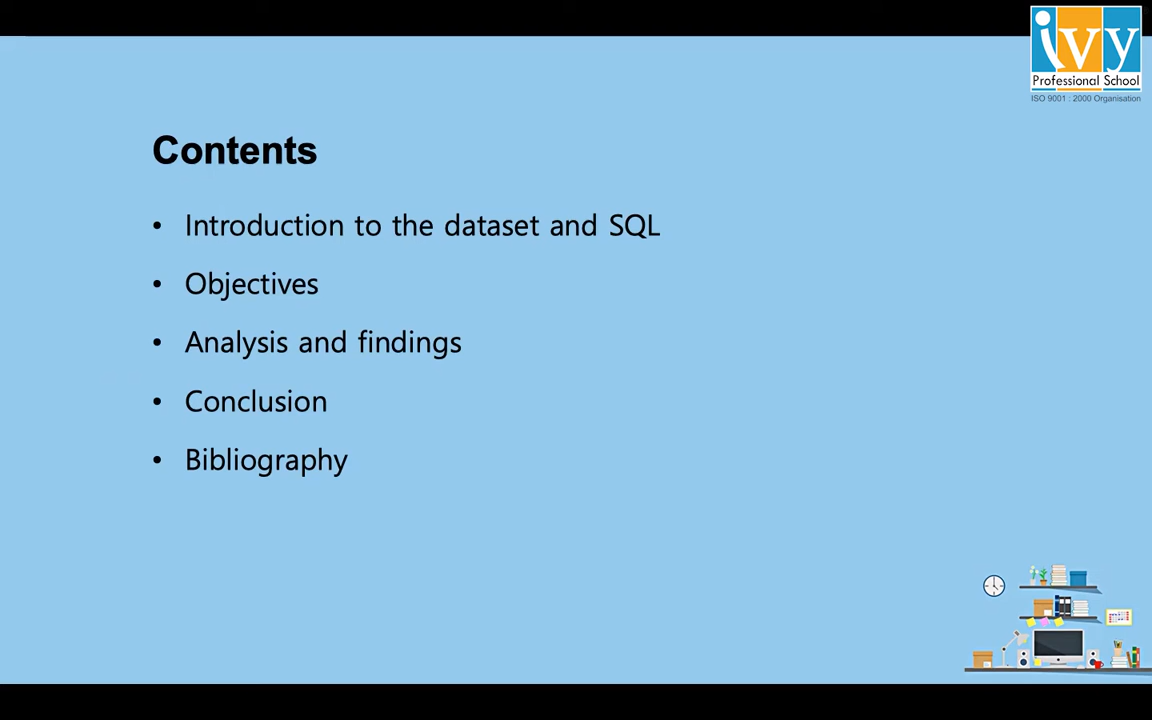 ivy
Professional School
ISO 9001 : 2000 Organisation
Contents
• Introduction to the dataset and SQL
• Objectives
• Analysis and findings
• Conclusion
• Bibliography